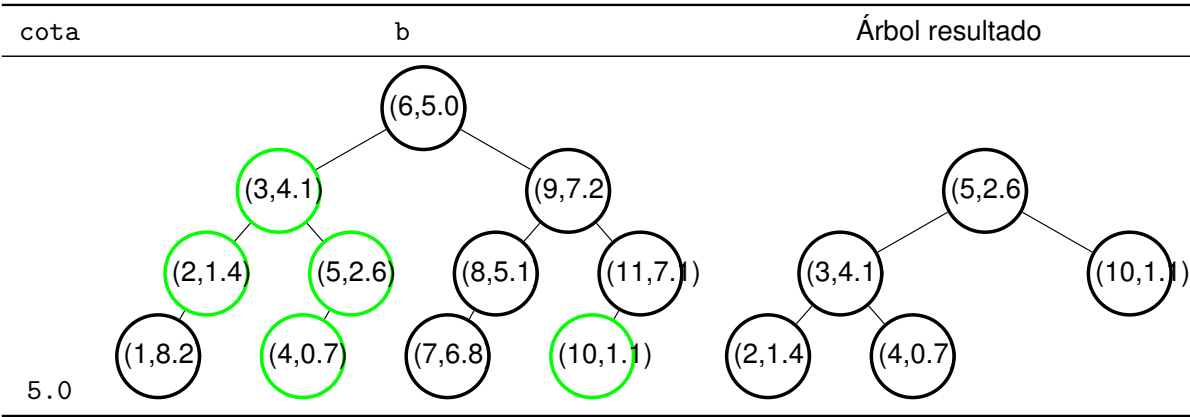 cota b Árbol resultado
(6,5.0
(3,4.1) (9,7.2 (5,2.6
(2,1.4) (5,2.6) (8,5.1 (11,7.1) (3,4.1 (10,1.1)
(1,8.2 (4,0.7) (7,6.8 (10,1.1) (2,1.4 (4,0.7
5.0